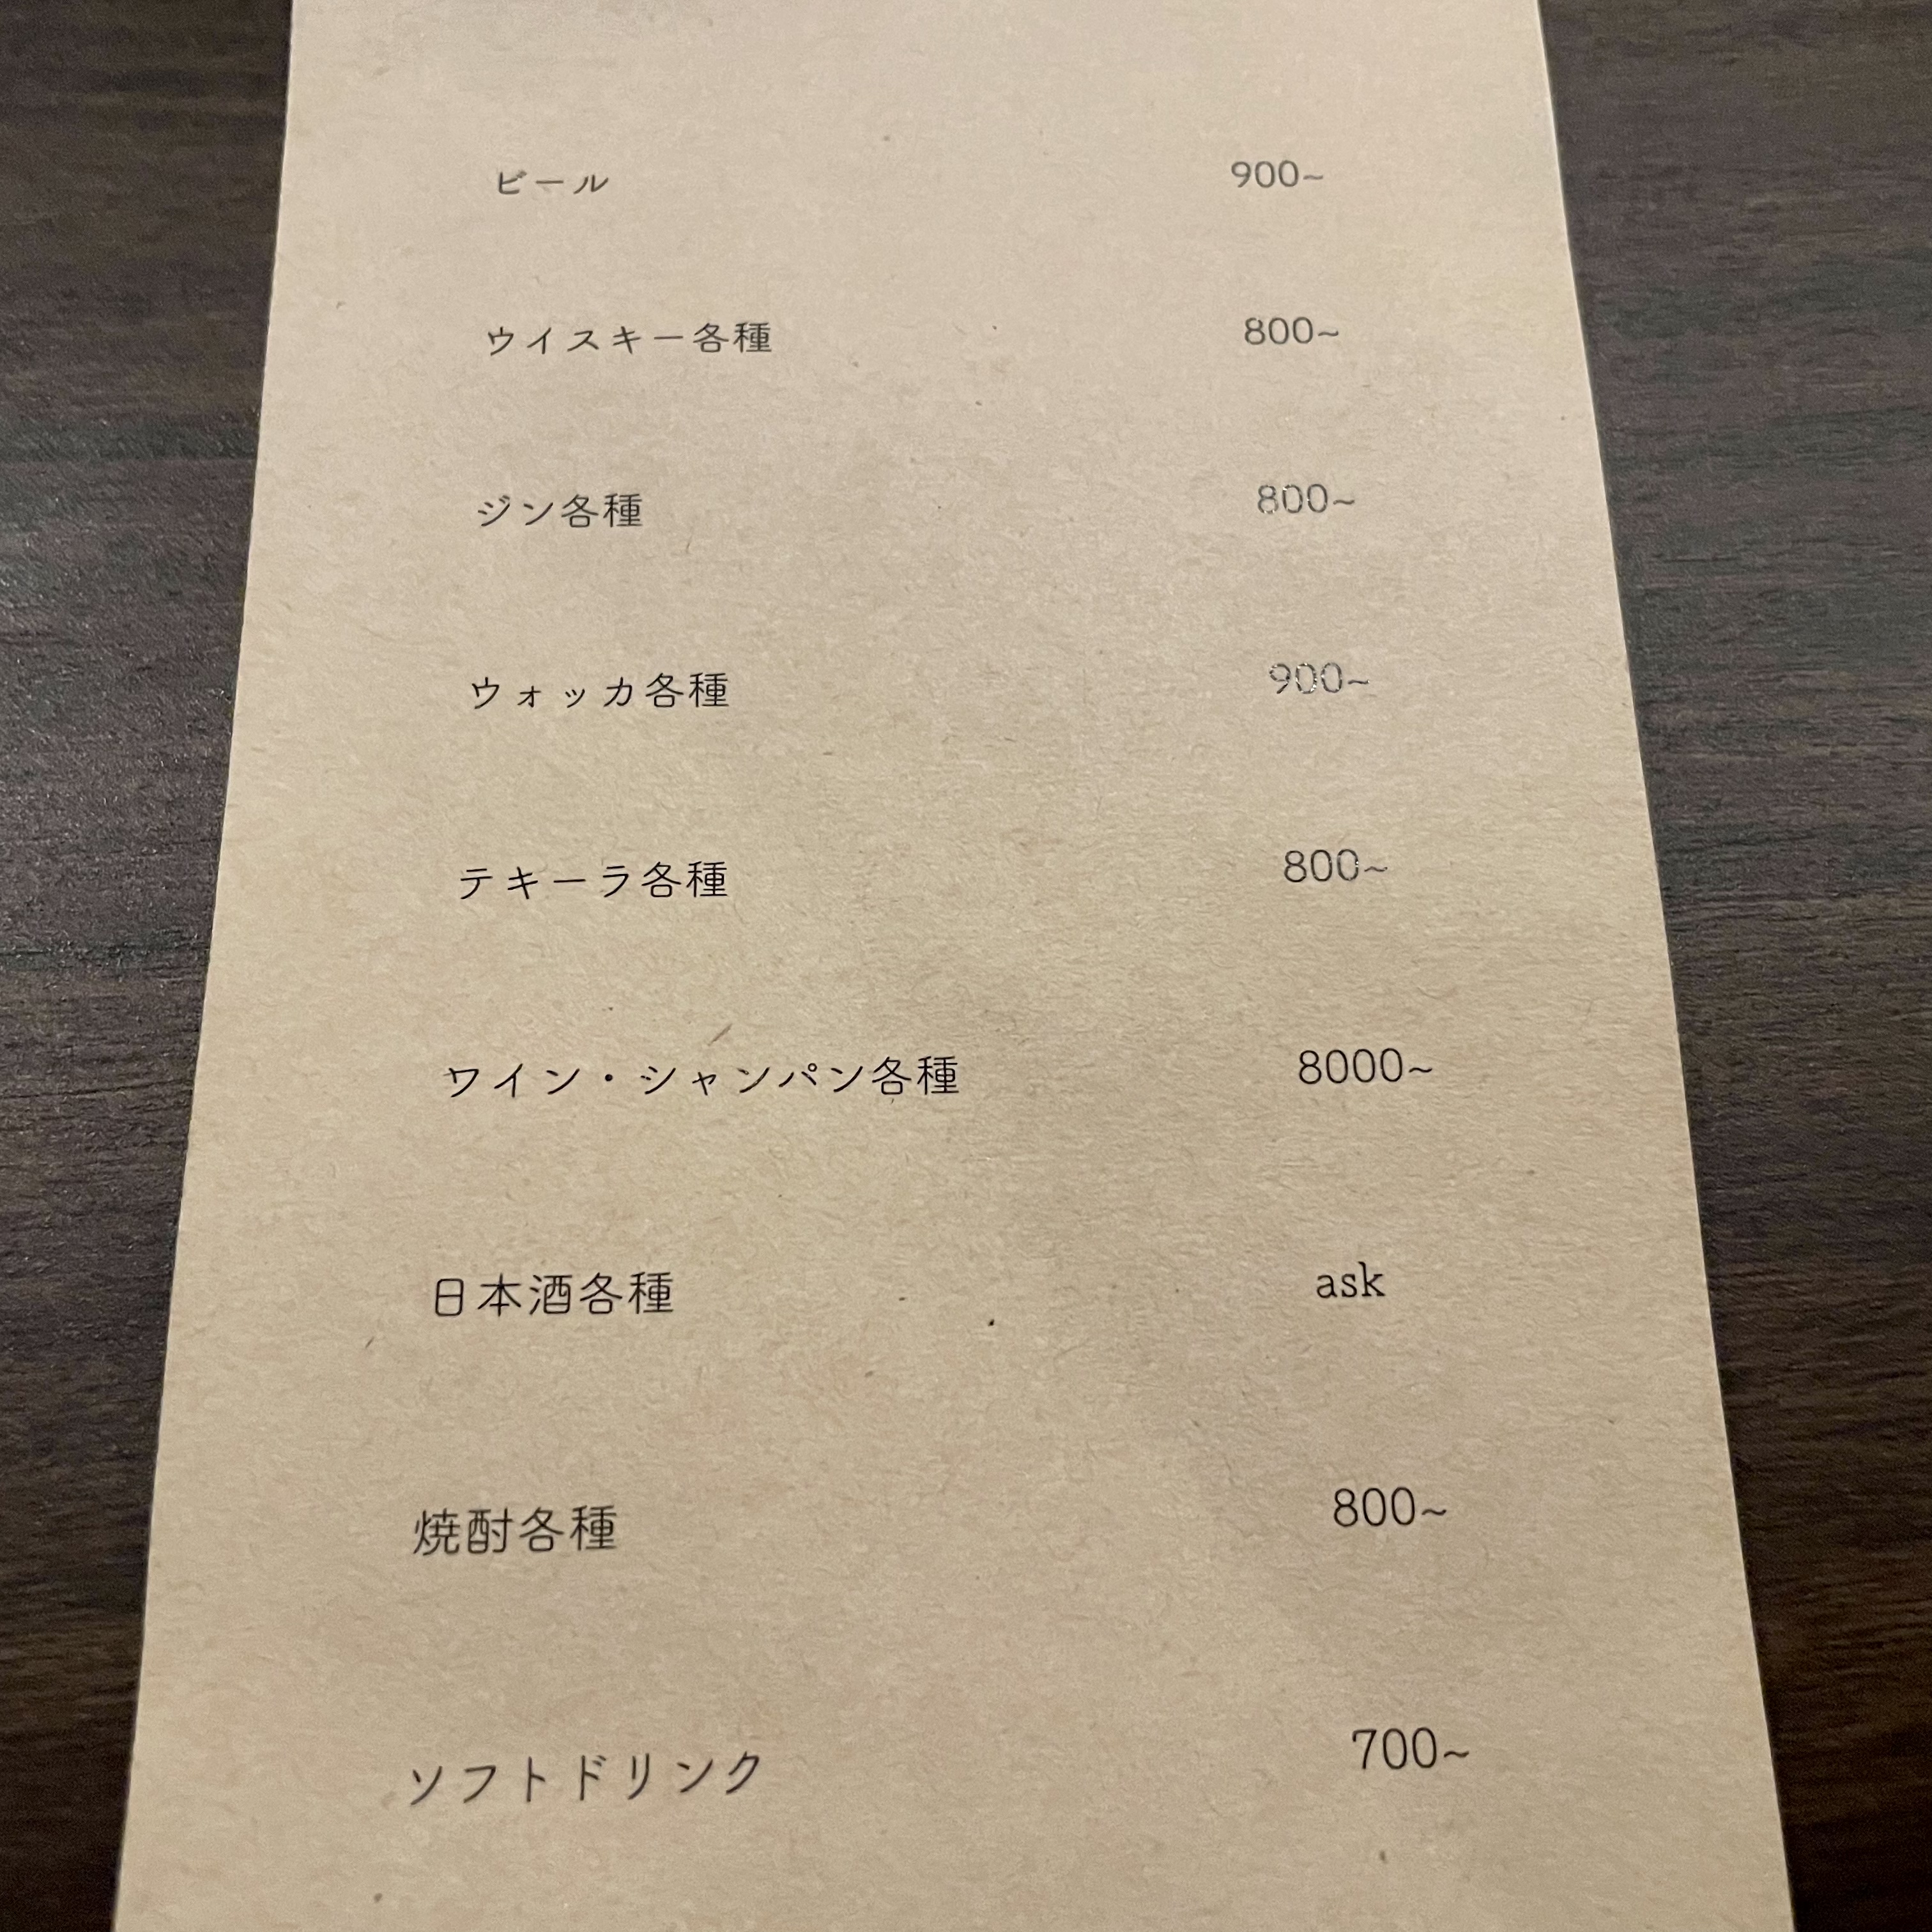 ビール 900~
ウイスキー各種 800~
ジン各種 800~
ウォッカ各種 900~
テキーラ各種 800~
ワイン・シャンパン各種 8000~
日本酒各種 ask
焼酎各種 800~
ソフトドリンク 700~